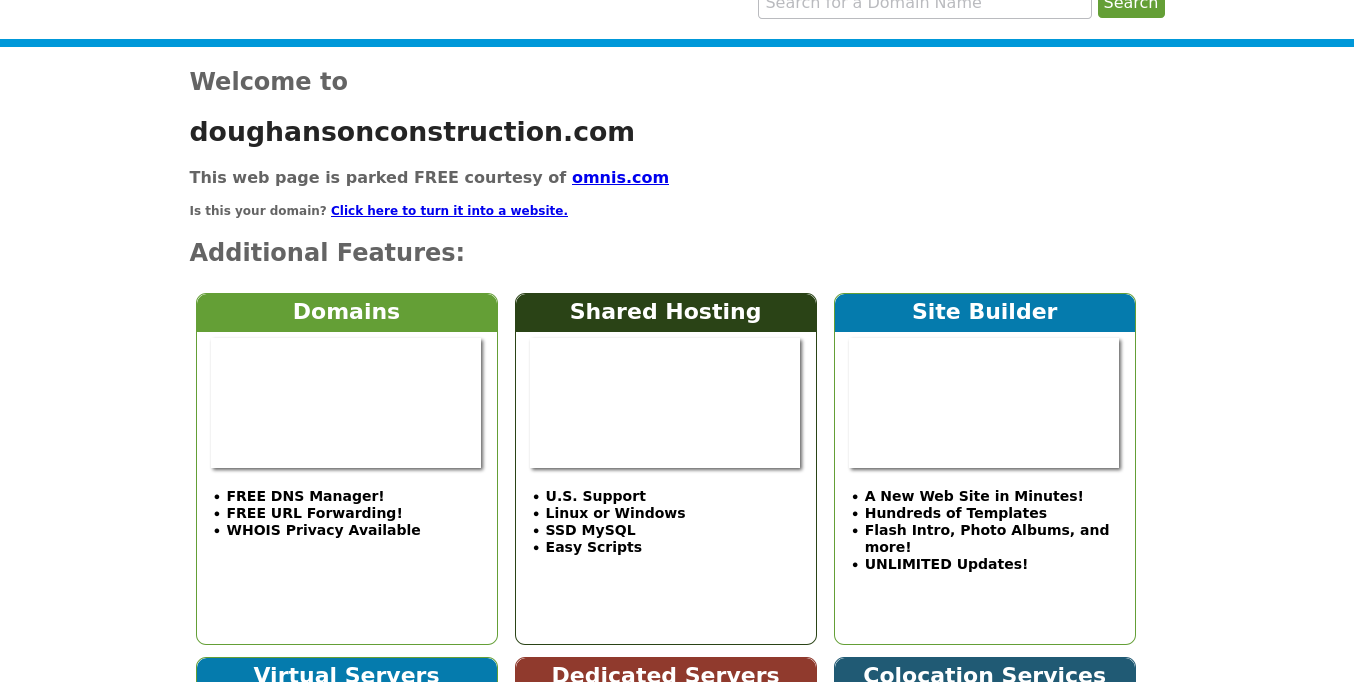 Search for a Domain Name
Search
Welcome to
doughansonconstruction.com
This web page is parked FREE courtesy of omnis.com
Is this your domain? Click here to turn it into a website.
Additional Features:
Domains
FREE DNS Manager!
FREE URL Forwarding!
WHOIS Privacy Available
Shared Hosting
U.S. Support
Linux or Windows
SSD MySQL
Easy Scripts
Site Builder
A New Web Site in Minutes!
Hundreds of Templates
Flash Intro, Photo Albums, and
more!
UNLIMITED Updates!
Virtual Servers
Dedicated Servers
Colocation Services